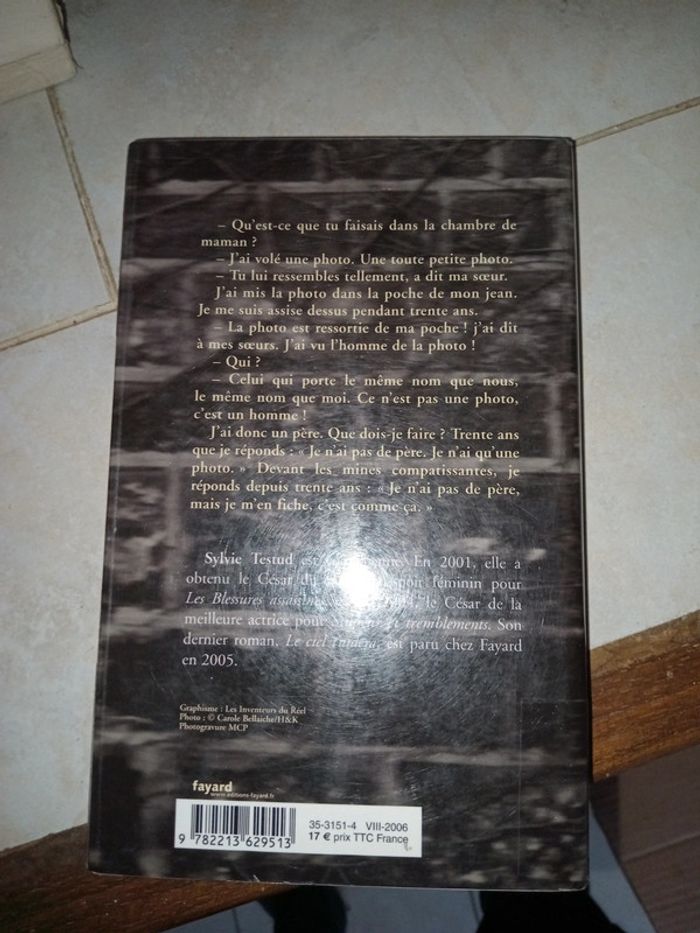 – Qu'est-ce que tu faisais dans la chambre de
maman ?
– J'ai volé une photo. Une toute petite photo.
– Tu lui ressembles tellement, a dit ma sœur.
J'ai mis la photo dans la poche de mon jean.
Je me suis assise dessus pendant trente ans.
– La photo est ressortie de ma poche ! j'ai dit
à mes sœurs. J'ai vu l'homme de la photo !
– Qui ?
– Celui qui porte le même nom que nous,
le même nom que moi. Ce n'est pas une photo,
c'est un homme !
J'ai donc un père. Que dois-je faire ? Trente ans
que je réponds : « Je n'ai pas de père. Je n'ai qu'une
photo. » Devant les mines compatissantes, je
réponds depuis trente ans : « Je n'ai pas de père,
mais je m'en fiche, c'est comme ça. »
Sylvie Testud est En 2001, elle a
obtenu le César du espoir féminin pour
Les Blessures assassines le César de la
meilleure actrice pour Stupeur et tremblements. Son
dernier roman, Le ciel t'aidera, est paru chez Fayard
en 2005.
Graphisme : Les Inventeurs du Réel
Photo : © Carole Bellaïche/H&K
Photogravure MCP
fayard
www.editions-fayard.fr
35-3151-4 VIII-2006
17 € prix TTC France
9 782213 629513